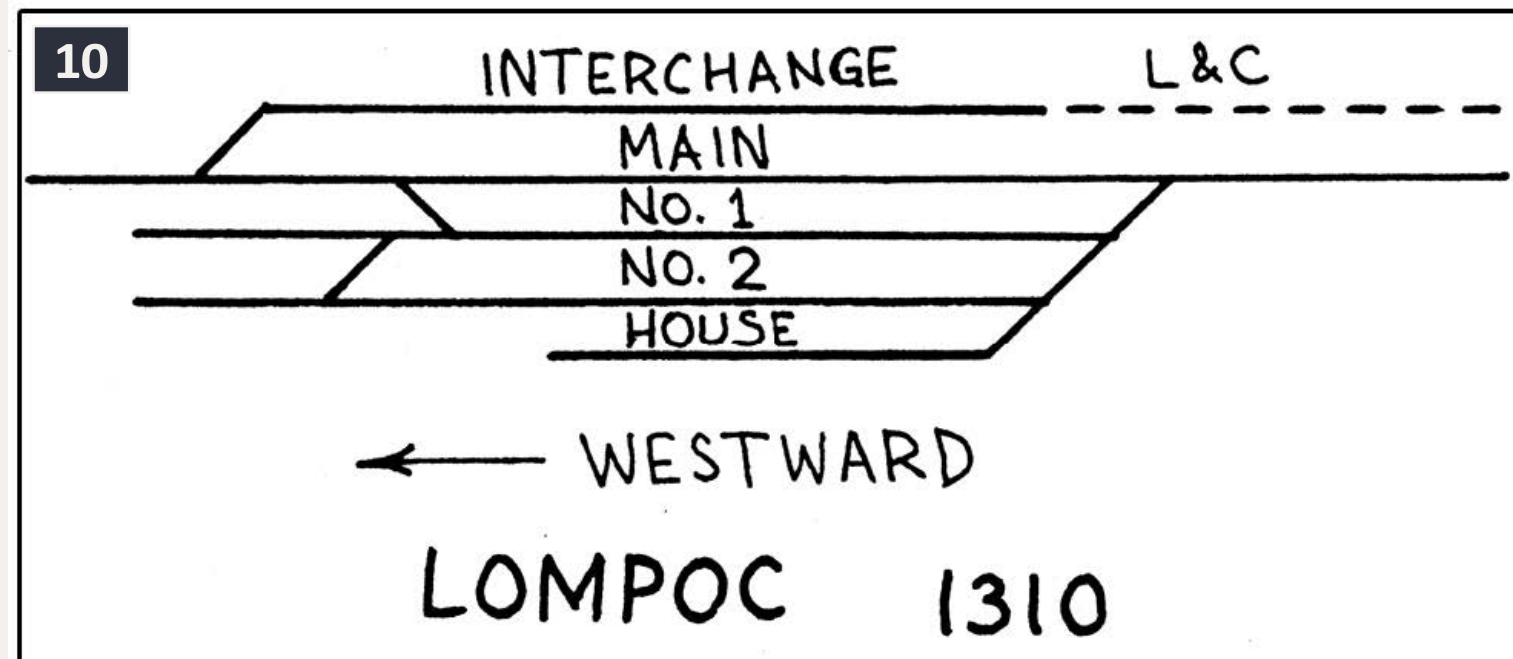 10
INTERCHANGE L&C
MAIN
NO. 1
NO. 2
HOUSE
WESTWARD
LOMPOC 1310